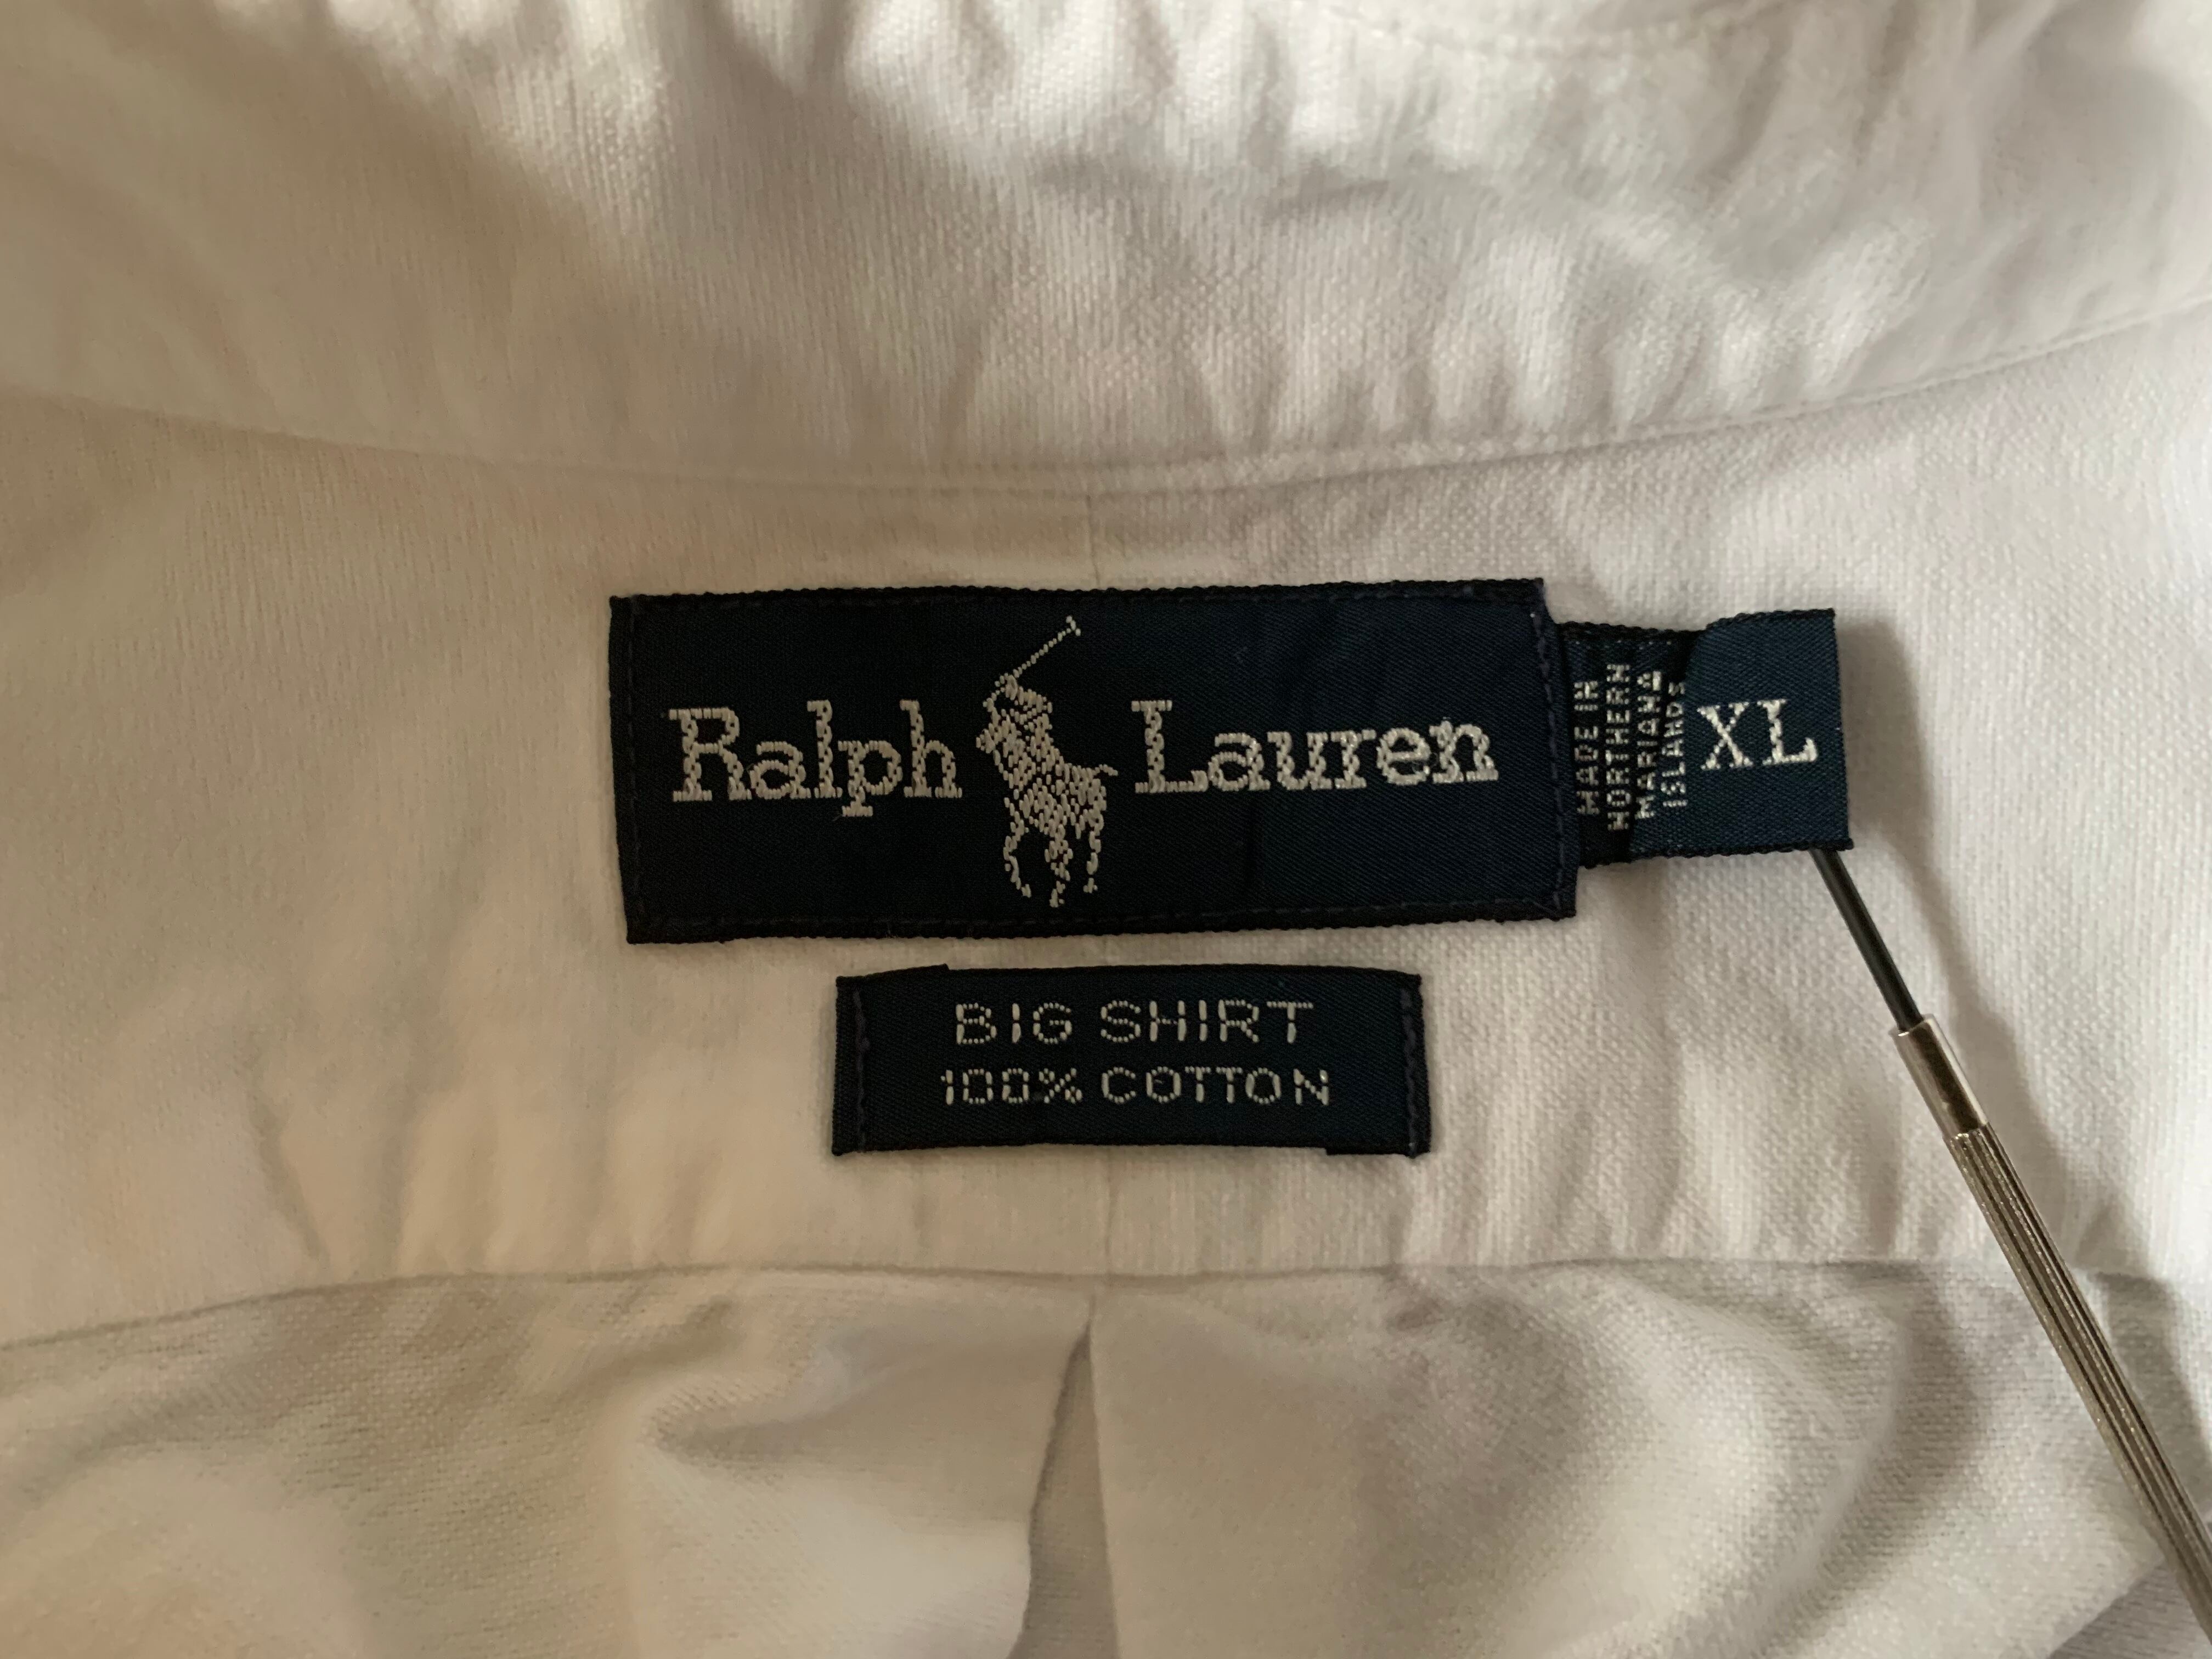 Ralph Lauren
MADE IN
NORTHERN
MARIANA
ISLANDS
XL
BIG SHIRT
100% COTTON